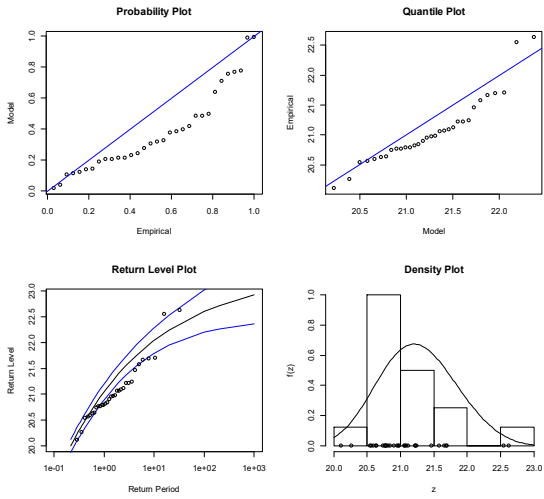 Probability Plot
Model
0.0 0.2 0.4 0.6 0.8 1.0
0.0 0.2 0.4 0.6 0.8 1.0
Empirical
Quantile Plot
Empirical
20.5 21.0 21.5 22.0 22.5
20.5 21.0 21.5 22.0
Model
Return Level Plot
Return Level
20.0 20.5 21.0 21.5 22.0 22.5 23.0
1e-01 1e+00 1e+01 1e+02 1e+03
Return Period
Density Plot
f(z)
0.0 0.2 0.4 0.6 0.8 1.0
20.0 20.5 21.0 21.5 22.0 22.5 23.0
z